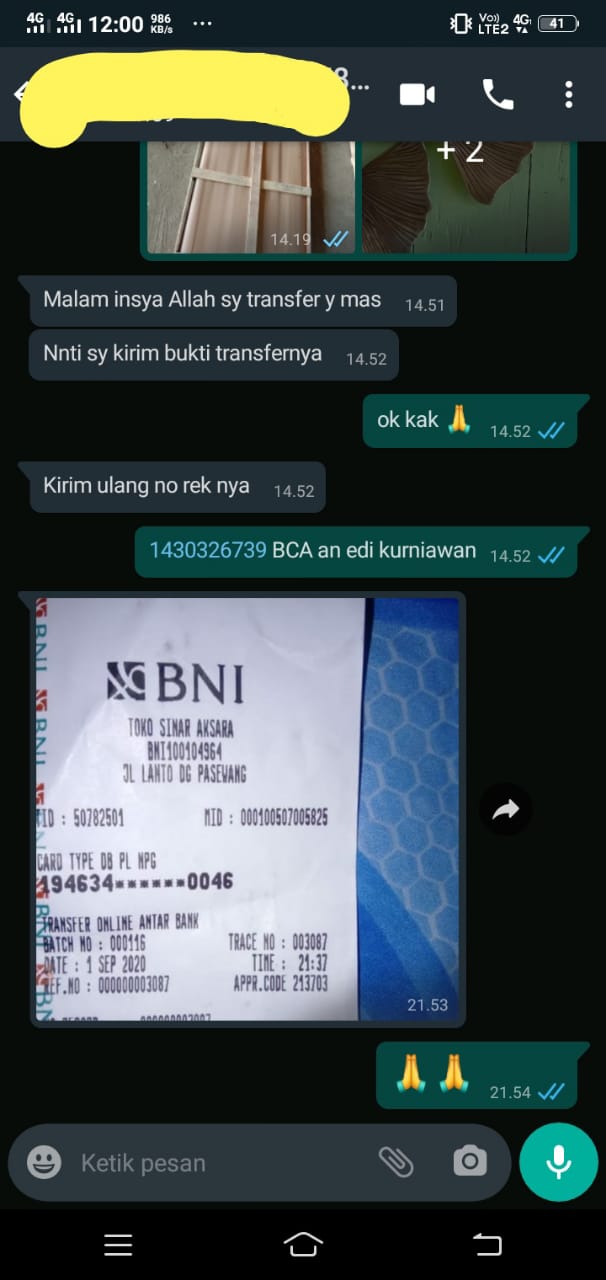 4G 4G 12:00 986 KB/s ...
Vo)) LTE2 4G 41
14.19
+ 2
Malam insya Allah sy transfer y mas 14.51
Nnti sy kirim bukti transfernya 14.52
ok kak 🙏 14.52
Kirim ulang no rek nya 14.52
1430326739 BCA an edi kurniawan 14.52
BNI BNI BNI
BNI
TOKO SINAR AKSARA
BNI100104964
JL LANTO DG PASEWANG
TID : 50782501 MID : 000100507005825
CARD TYPE DB PL NPG
194634******0046
TRANSFER ONLINE ANTAR BANK
BATCH NO : 000116 TRACE NO : 003087
DATE : 1 SEP 2020 TIME : 21:37
REF.NO : 000000003087 APPR.CODE 213703
21.53
🙏 🙏 21.54
Ketik pesan